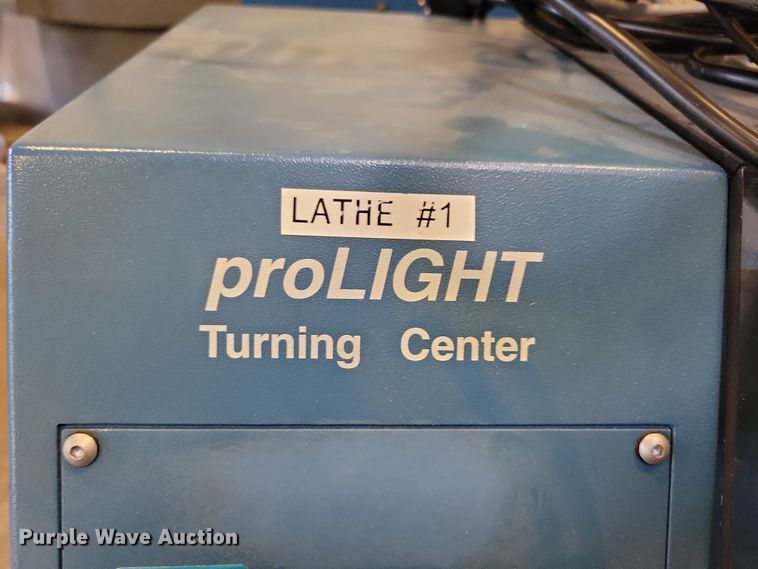 LATHE #1
proLIGHT
Turning Center
Purple Wave Auction